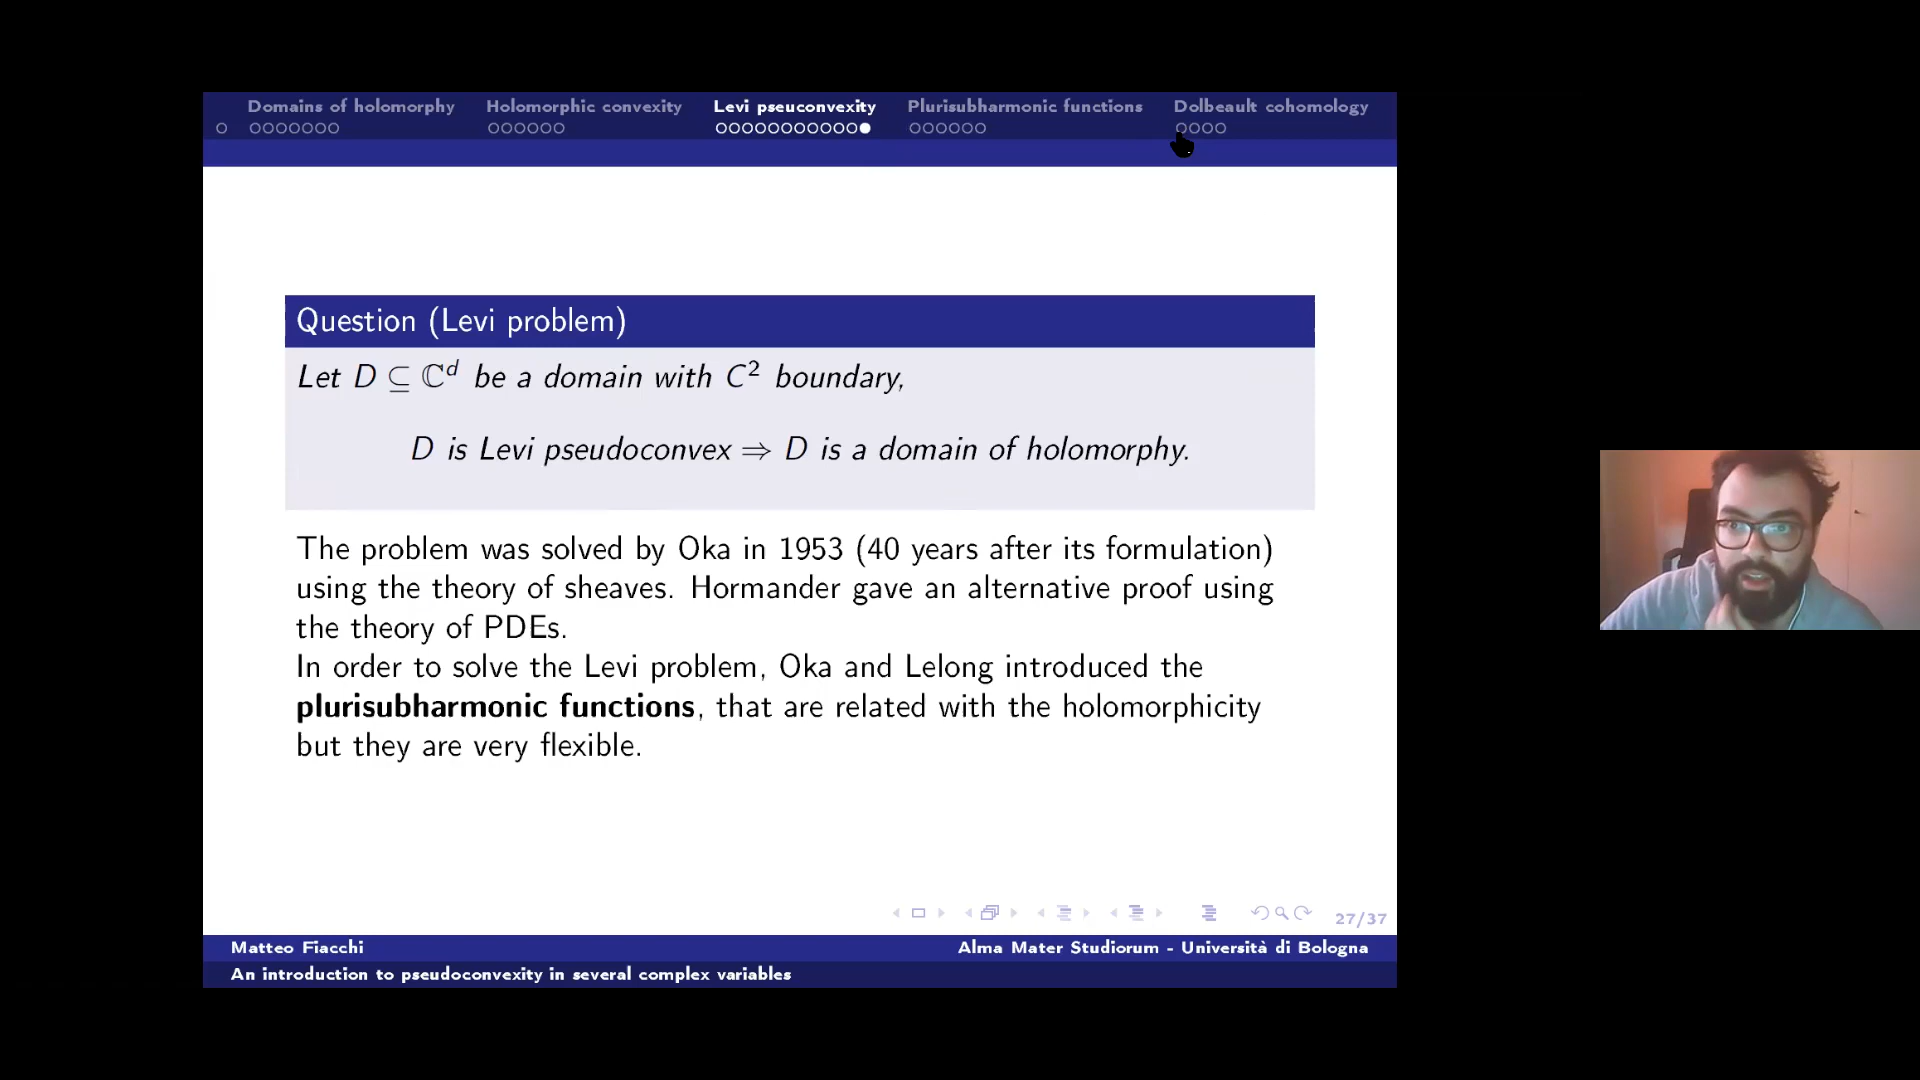 Domains of holomorphy Holomorphic convexity Levi pseuconvexity Plurisubharmonic functions Dolbeault cohomology
Question (Levi problem)
Let D ⊆ ℂ^d be a domain with C² boundary,
D is Levi pseudoconvex ⇒ D is a domain of holomorphy.
The problem was solved by Oka in 1953 (40 years after its formulation)
using the theory of sheaves. Hormander gave an alternative proof using
the theory of PDEs.
In order to solve the Levi problem, Oka and Lelong introduced the
plurisubharmonic functions, that are related with the holomorphicity
but they are very flexible.
27/37
Matteo Fiacchi Alma Mater Studiorum - Università di Bologna
An introduction to pseudoconvexity in several complex variables